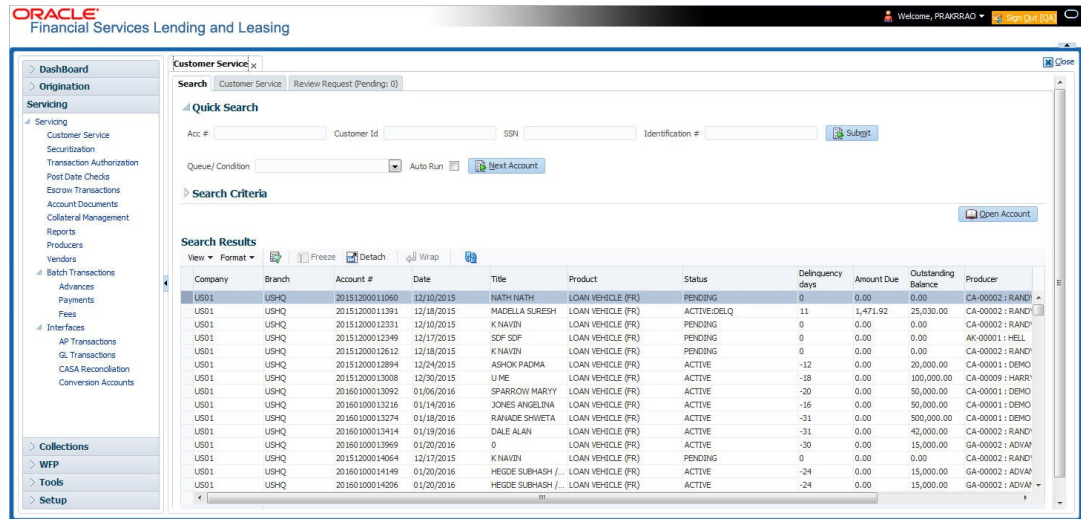 ORACLE
Financial Services Lending and Leasing
Welcome, PRAKRRAO
Sign Out [QA]
Close
DashBoard
Origination
Servicing
Servicing
Customer Service
Securitization
Transaction Authorization
Post Date Checks
Escrow Transactions
Account Documents
Collateral Management
Reports
Producers
Vendors
Batch Transactions
Advances
Payments
Fees
Interfaces
AP Transactions
GL Transactions
CASA Reconciliation
Conversion Accounts
Collections
WFP
Tools
Setup
Customer Service x
Search Customer Service Review Request (Pending: 0)
Quick Search
Acc # Customer Id SSN Identification # Submit
Queue/ Condition Auto Run Next Account
Search Criteria
Open Account
Search Results
View Format Freeze Detach Wrap
Company Branch Account # Date Title Product Status Delinquency days Amount Due Outstanding Balance Producer
US01 USHQ 20151200011060 12/10/2015 NATH NATH LOAN VEHICLE (FR) PENDING 0 0.00 0.00 CA-00002 : RANDY
US01 USHQ 20151200011391 12/18/2015 MADELLA SURESH LOAN VEHICLE (FR) ACTIVE:DELQ 11 1,471.92 25,030.00 CA-00002 : RANDY
US01 USHQ 20151200012331 12/10/2015 K NAVIN LOAN VEHICLE (FR) PENDING 0 0.00 0.00 CA-00002 : RANDY
US01 USHQ 20151200012349 12/17/2015 SDF SDF LOAN VEHICLE (FR) PENDING 0 0.00 0.00 AK-00001 : HELL
US01 USHQ 20151200012612 12/18/2015 K NAVIN LOAN VEHICLE (FR) PENDING 0 0.00 0.00 CA-00002 : RANDY
US01 USHQ 20151200012894 12/24/2015 ASHOK PADMA LOAN VEHICLE (FR) ACTIVE -12 0.00 20,000.00 CA-00001 : DEMO
US01 USHQ 20151200013008 12/30/2015 U ME LOAN VEHICLE (FR) ACTIVE -18 0.00 100,000.00 CA-00009 : HARRY
US01 USHQ 20160100013092 01/06/2016 SPARROW MARYY LOAN VEHICLE (FR) ACTIVE -20 0.00 50,000.00 CA-00001 : DEMO
US01 USHQ 20160100013216 01/14/2016 JONES ANGELINA LOAN VEHICLE (FR) ACTIVE -16 0.00 50,000.00 CA-00001 : DEMO
US01 USHQ 20160100013274 01/18/2016 RANADE SHWETA LOAN VEHICLE (FR) ACTIVE -31 0.00 500,000.00 CA-00001 : DEMO
US01 USHQ 20160100013414 01/19/2016 DALE ALAN LOAN VEHICLE (FR) ACTIVE -31 0.00 42,000.00 CA-00002 : RANDY
US01 USHQ 20160100013969 01/20/2016 0 LOAN VEHICLE (FR) ACTIVE -30 0.00 15,000.00 GA-00002 : ADVAN
US01 USHQ 20151200014064 12/17/2015 K NAVIN LOAN VEHICLE (FR) PENDING 0 0.00 0.00 CA-00002 : RANDY
US01 USHQ 20160100014149 01/20/2016 HEGDE SUBHASH /... LOAN VEHICLE (FR) ACTIVE -24 0.00 15,000.00 GA-00002 : ADVAN
US01 USHQ 20160100014206 01/20/2016 HEGDE SUBHASH /... LOAN VEHICLE (FR) ACTIVE -24 0.00 15,000.00 GA-00002 : ADVAN